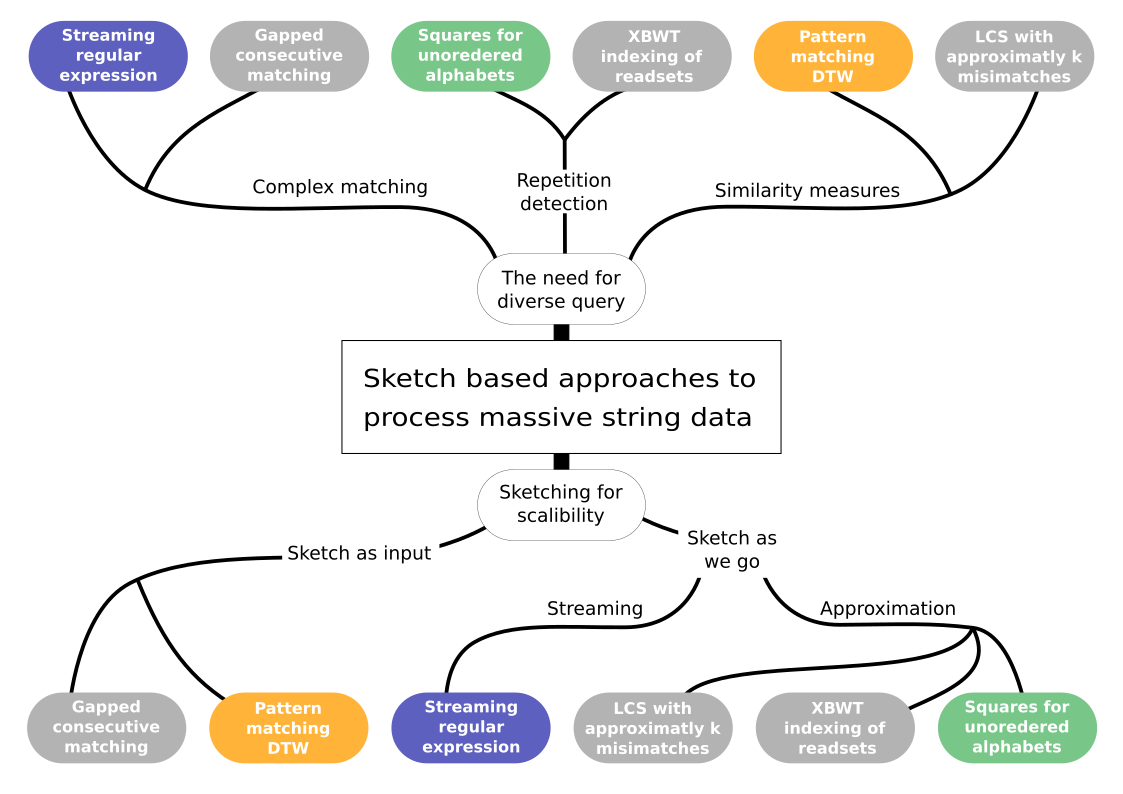 Streaming
regular
expression
Gapped
consecutive
matching
Squares for
unoredered
alphabets
XBWT
indexing of
readsets
Pattern
matching
DTW
LCS with
approximatly k
misimatches
Complex matching
Repetition
detection
Similarity measures
The need for
diverse query
Sketch based approaches to
process massive string data
Sketching for
scalibility
Sketch as input
Sketch as
we go
Streaming
Approximation
Gapped
consecutive
matching
Pattern
matching
DTW
Streaming
regular
expression
LCS with
approximatly k
misimatches
XBWT
indexing of
readsets
Squares for
unoredered
alphabets